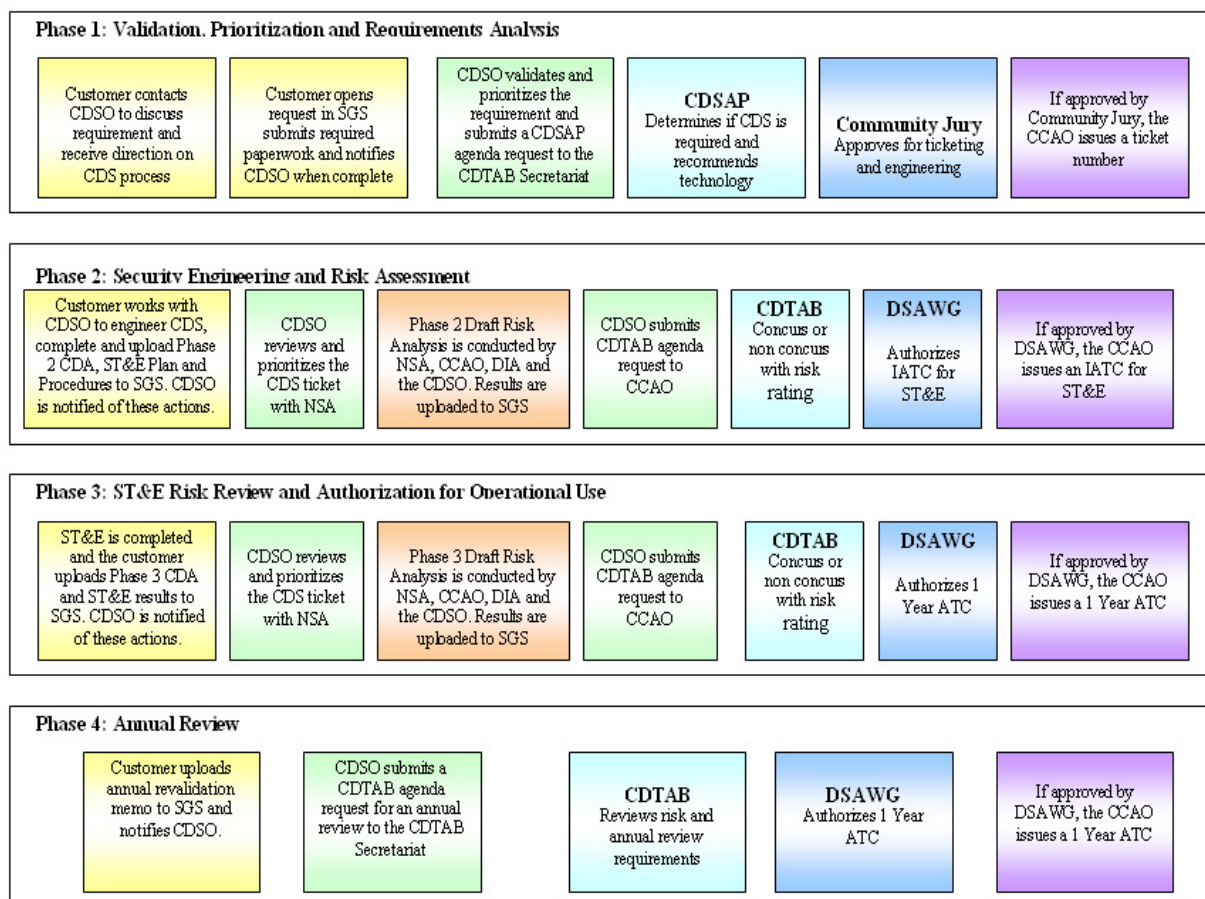 Phase 1: Validation, Prioritization and Requirements Analysis
Customer contacts
CDSO to discuss
requirement and
receive direction on
CDS process
Customer opens
request in SGS
submits required
paperwork and notifies
CDSO when complete
CDSO validates and
prioritizes the
requirement and
submits a CDSAP
agenda request to the
CDTAB Secretariat
CDSAP
Determines if CDS is
required and
recommends
technology
Community Jury
Approves for ticketing
and engineering
If approved by
Community Jury, the
CCAO issues a ticket
number
Phase 2: Security Engineering and Risk Assessment
Customer works with
CDSO to engineer CDS,
complete and upload Phase
2 CDA, ST&E Plan and
Procedures to SGS. CDSO
is notified of these actions.
CDSO
reviews and
prioritizes the
CDS ticket
with NSA
Phase 2 Draft Risk
Analysis is conducted by
NSA, CCAO, DIA and
the CDSO. Results are
uploaded to SGS
CDSO submits
CDTAB agenda
request to
CCAO
CDTAB
Concurs or
non concurs
with risk
rating
DSAWG
Authorizes
IATC for
ST&E
If approved by
DSAWG, the CCAO
issues an IATC for
ST&E
Phase 3: ST&E Risk Review and Authorization for Operational Use
ST&E is completed
and the customer
uploads Phase 3 CDA
and ST&E results to
SGS. CDSO is notified
of these actions.
CDSO reviews
and prioritizes
the CDS ticket
with NSA
Phase 3 Draft Risk
Analysis is conducted by
NSA, CCAO, DIA and
the CDSO. Results are
uploaded to SGS
CDSO submits
CDTAB agenda
request to
CCAO
CDTAB
Concurs or
non concurs
with risk
rating
DSAWG
Authorizes 1
Year ATC
If approved by
DSAWG, the CCAO
issues a 1 Year ATC
Phase 4: Annual Review
Customer uploads
annual revalidation
memo to SGS and
notifies CDSO.
CDSO submits a
CDTAB agenda
request for an annual
review to the CDTAB
Secretariat
CDTAB
Reviews risk and
annual review
requirements
DSAWG
Authorizes 1 Year
ATC
If approved by
DSAWG, the CCAO
issues a 1 Year ATC